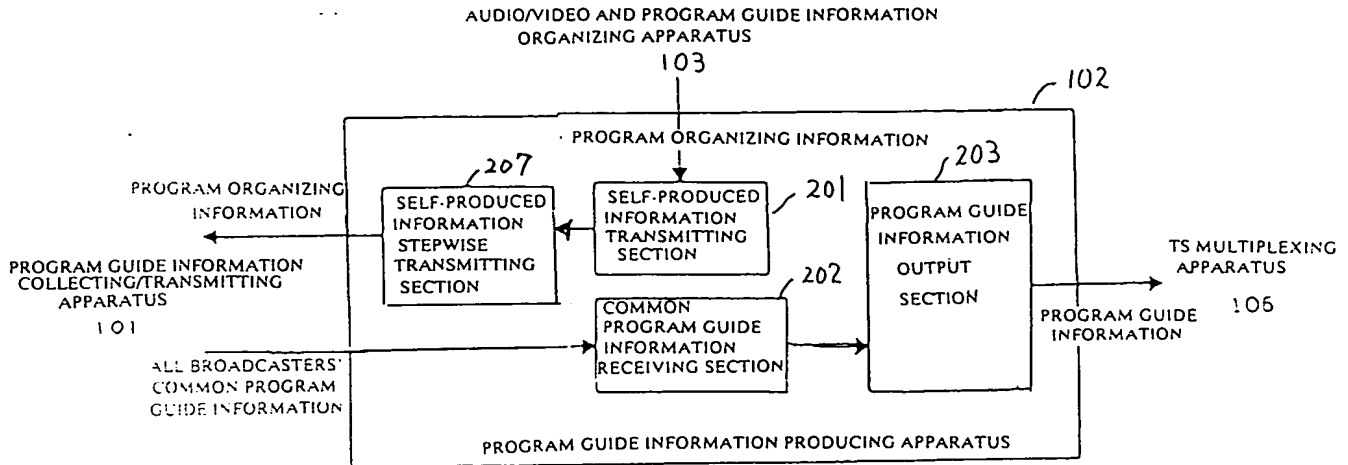 AUDIO/VIDEO AND PROGRAM GUIDE INFORMATION
ORGANIZING APPARATUS
103
102
PROGRAM ORGANIZING INFORMATION
207
201
203
PROGRAM ORGANIZING
INFORMATION
SELF-PRODUCED
INFORMATION
STEPWISE
TRANSMITTING
SECTION
SELF-PRODUCED
INFORMATION
TRANSMITTING
SECTION
PROGRAM GUIDE
INFORMATION
OUTPUT
SECTION
TS MULTIPLEXING
APPARATUS
106
PROGRAM GUIDE INFORMATION
COLLECTING/TRANSMITTING
APPARATUS
101
202
COMMON
PROGRAM GUIDE
INFORMATION
RECEIVING SECTION
PROGRAM GUIDE
INFORMATION
ALL BROADCASTERS'
COMMON PROGRAM
GUIDE INFORMATION
PROGRAM GUIDE INFORMATION PRODUCING APPARATUS